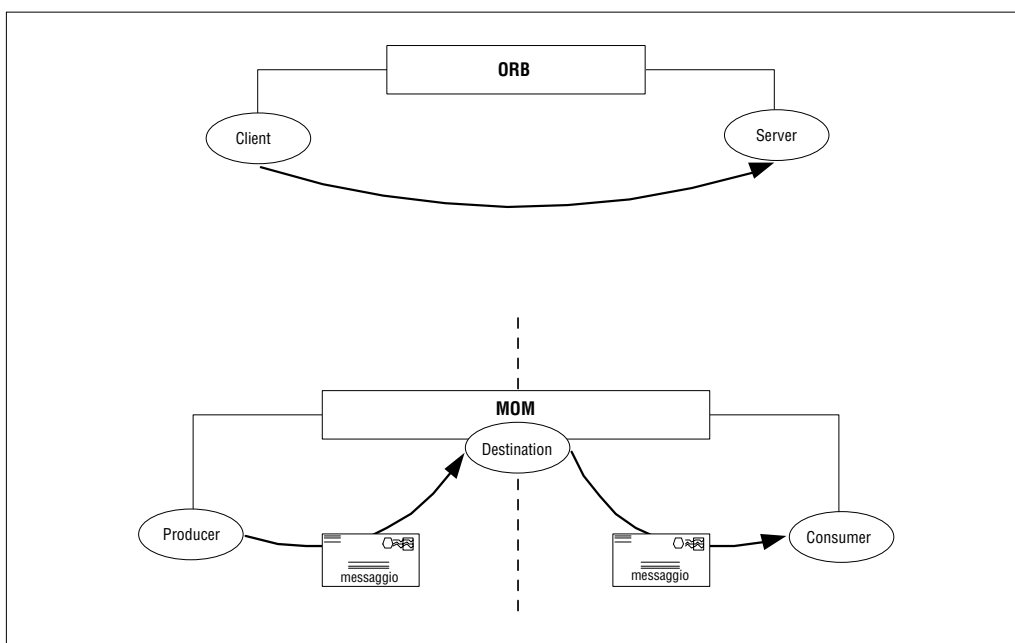 ORB
Client
Server
MOM
Destination
Producer
Consumer
messaggio
messaggio